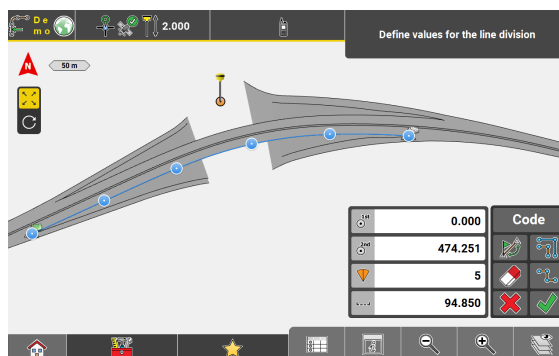 De
mo
2.000
Define values for the line division
N
50 m
1st
0.000
Code
2nd
474.251
5
94.850